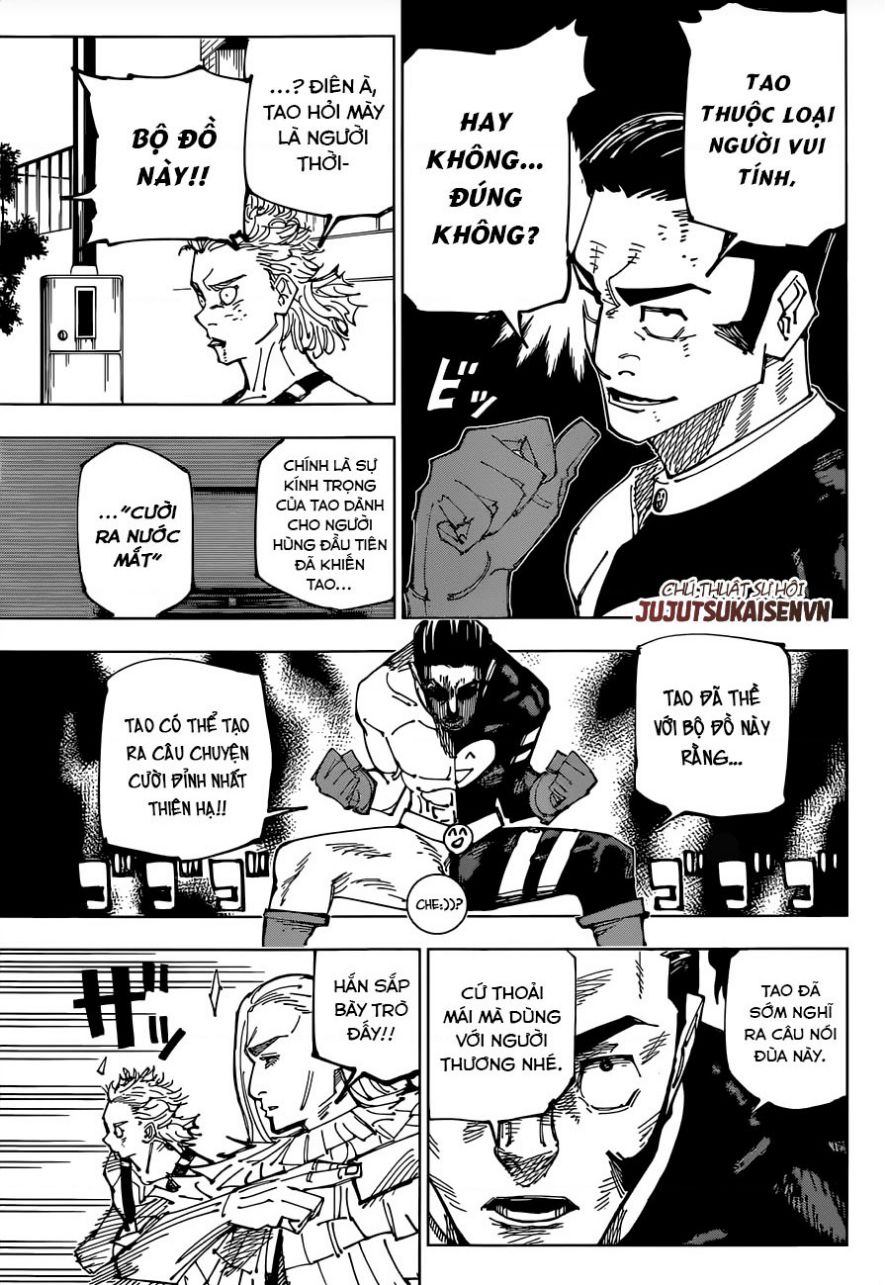 TAO
THUỘC LOẠI
NGƯỜI VUI
TÍNH,
HAY
KHÔNG...
ĐÚNG
KHÔNG?
ビッ
...? ĐIÊN À,
TAO HỎI MÀY
LÀ NGƯỜI
THỜI-
BỘ ĐỒ
NÀY!!
CHÍNH LÀ SỰ
KÍNH TRỌNG
CỦA TAO DÀNH
CHO NGƯỜI
HÙNG ĐẦU TIÊN
ĐÃ KHIẾN
TAO...
..."CƯỜI
RA NƯỚC
MẮT"
CHÚ THUẬT SƯ HỒI
JUJUTSUKAISENVN
TAO ĐÃ THỀ
VỚI BỘ ĐỒ NÀY
RẰNG...
TAO CÓ THỂ TẠO
RA CÂU CHUYỆN
CƯỜI ĐỈNH NHẤT
THIÊN HẠ!!
CHE:))?
TAO ĐÃ
SỚM NGHĨ
RA CÂU NÓI
ĐÙA NÀY.
CỨ THOẢI
MÁI MÀ DÙNG
VỚI NGƯỜI
THƯƠNG NHÉ.
HẮN SẮP
BÀY TRÒ
ĐẤY!!